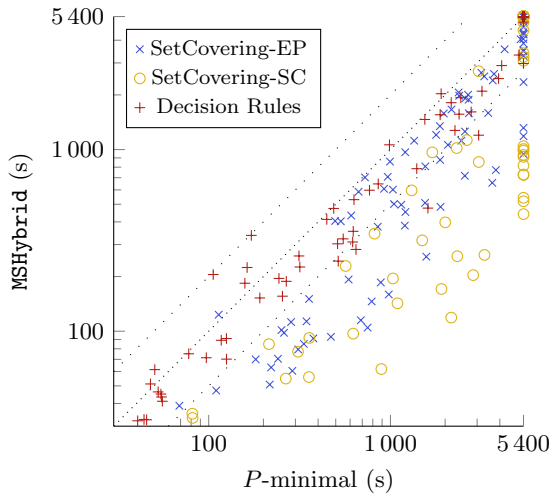 5 400
SetCovering-EP
SetCovering-SC
Decision Rules
1 000
MSHybrid (s)
100
100
1 000
5 400
P-minimal (s)